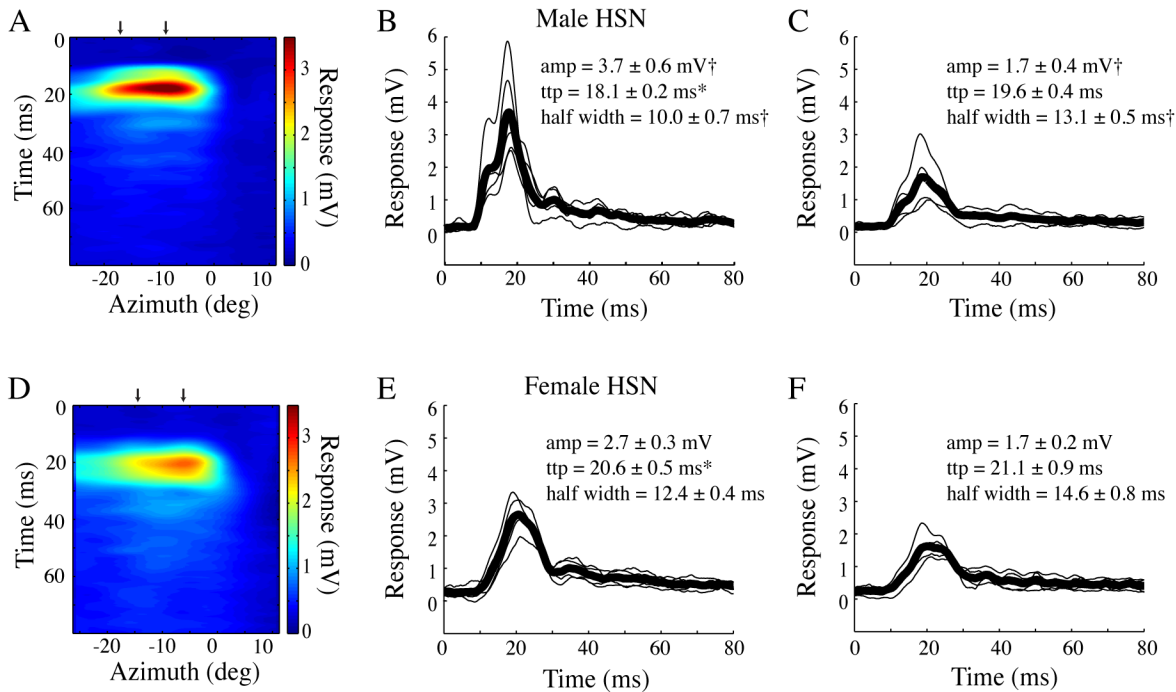 A
B
Male HSN
C
0
20
40
60
Time (ms)
-20
-10
0
10
Azimuth (deg)
3
2
1
0
Response (mV)
6
5
4
3
2
1
0
Response (mV)
0
20
40
60
80
Time (ms)
amp = 3.7 ± 0.6 mV†
ttp = 18.1 ± 0.2 ms*
half width = 10.0 ± 0.7 ms†
6
5
4
3
2
1
0
Response (mV)
0
20
40
60
80
Time (ms)
amp = 1.7 ± 0.4 mV†
ttp = 19.6 ± 0.4 ms
half width = 13.1 ± 0.5 ms†
D
E
Female HSN
F
0
20
40
60
Time (ms)
-20
-10
0
10
Azimuth (deg)
3
2
1
0
Response (mV)
6
5
4
3
2
1
0
Response (mV)
0
20
40
60
80
Time (ms)
amp = 2.7 ± 0.3 mV
ttp = 20.6 ± 0.5 ms*
half width = 12.4 ± 0.4 ms
6
5
4
3
2
1
0
Response (mV)
0
20
40
60
80
Time (ms)
amp = 1.7 ± 0.2 mV
ttp = 21.1 ± 0.9 ms
half width = 14.6 ± 0.8 ms